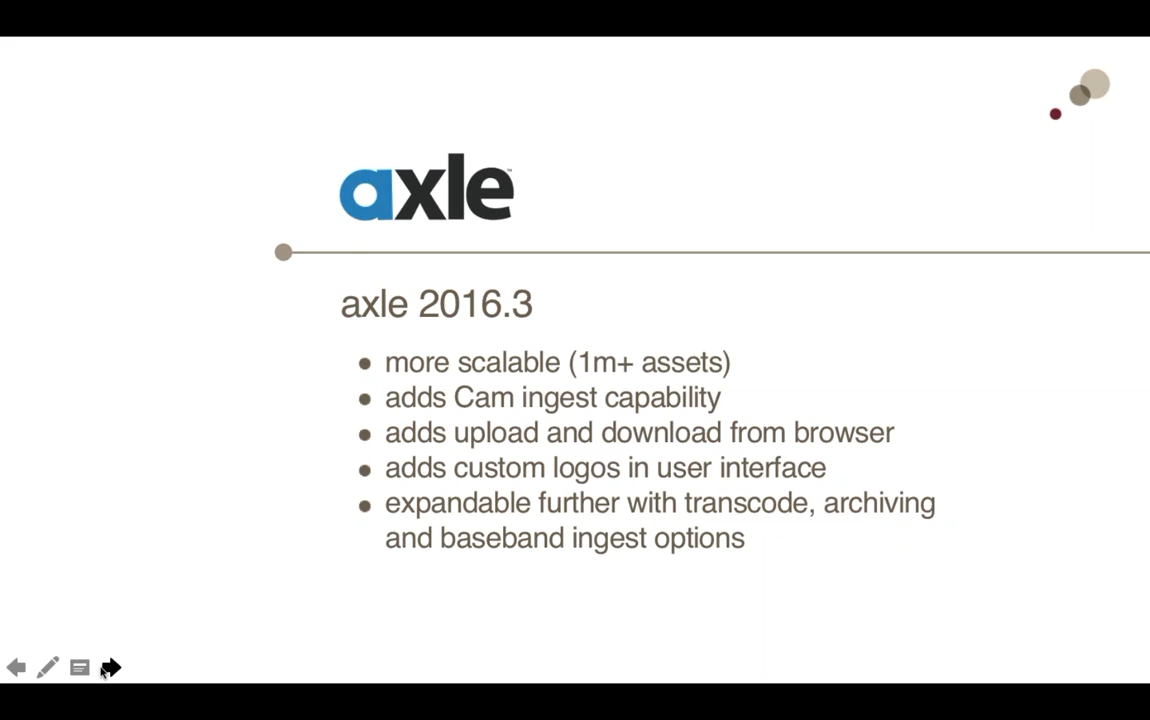 axle™
axle 2016.3
• more scalable (1m+ assets)
• adds Cam ingest capability
• adds upload and download from browser
• adds custom logos in user interface
• expandable further with transcode, archiving
and baseband ingest options